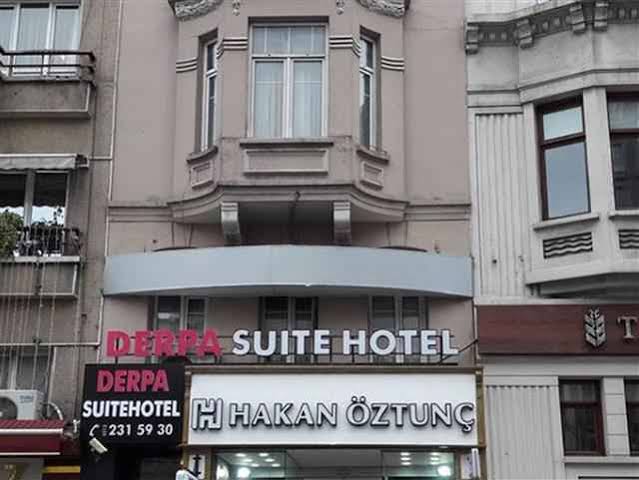 DERPA SUITE HOTEL
DERPA
SUITEHOTEL
231 59 30
HAKAN ÖZTUNÇ
T